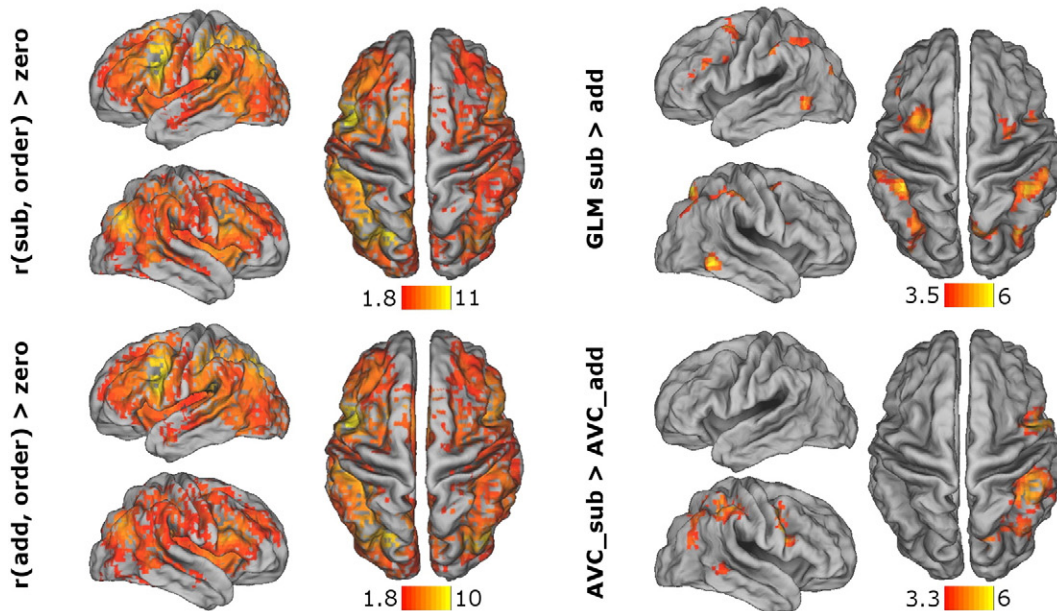 r(sub, order) > zero
1.8 11
GLM sub > add
3.5 6
r(add, order) > zero
1.8 10
AVC_sub > AVC_add
3.3 6